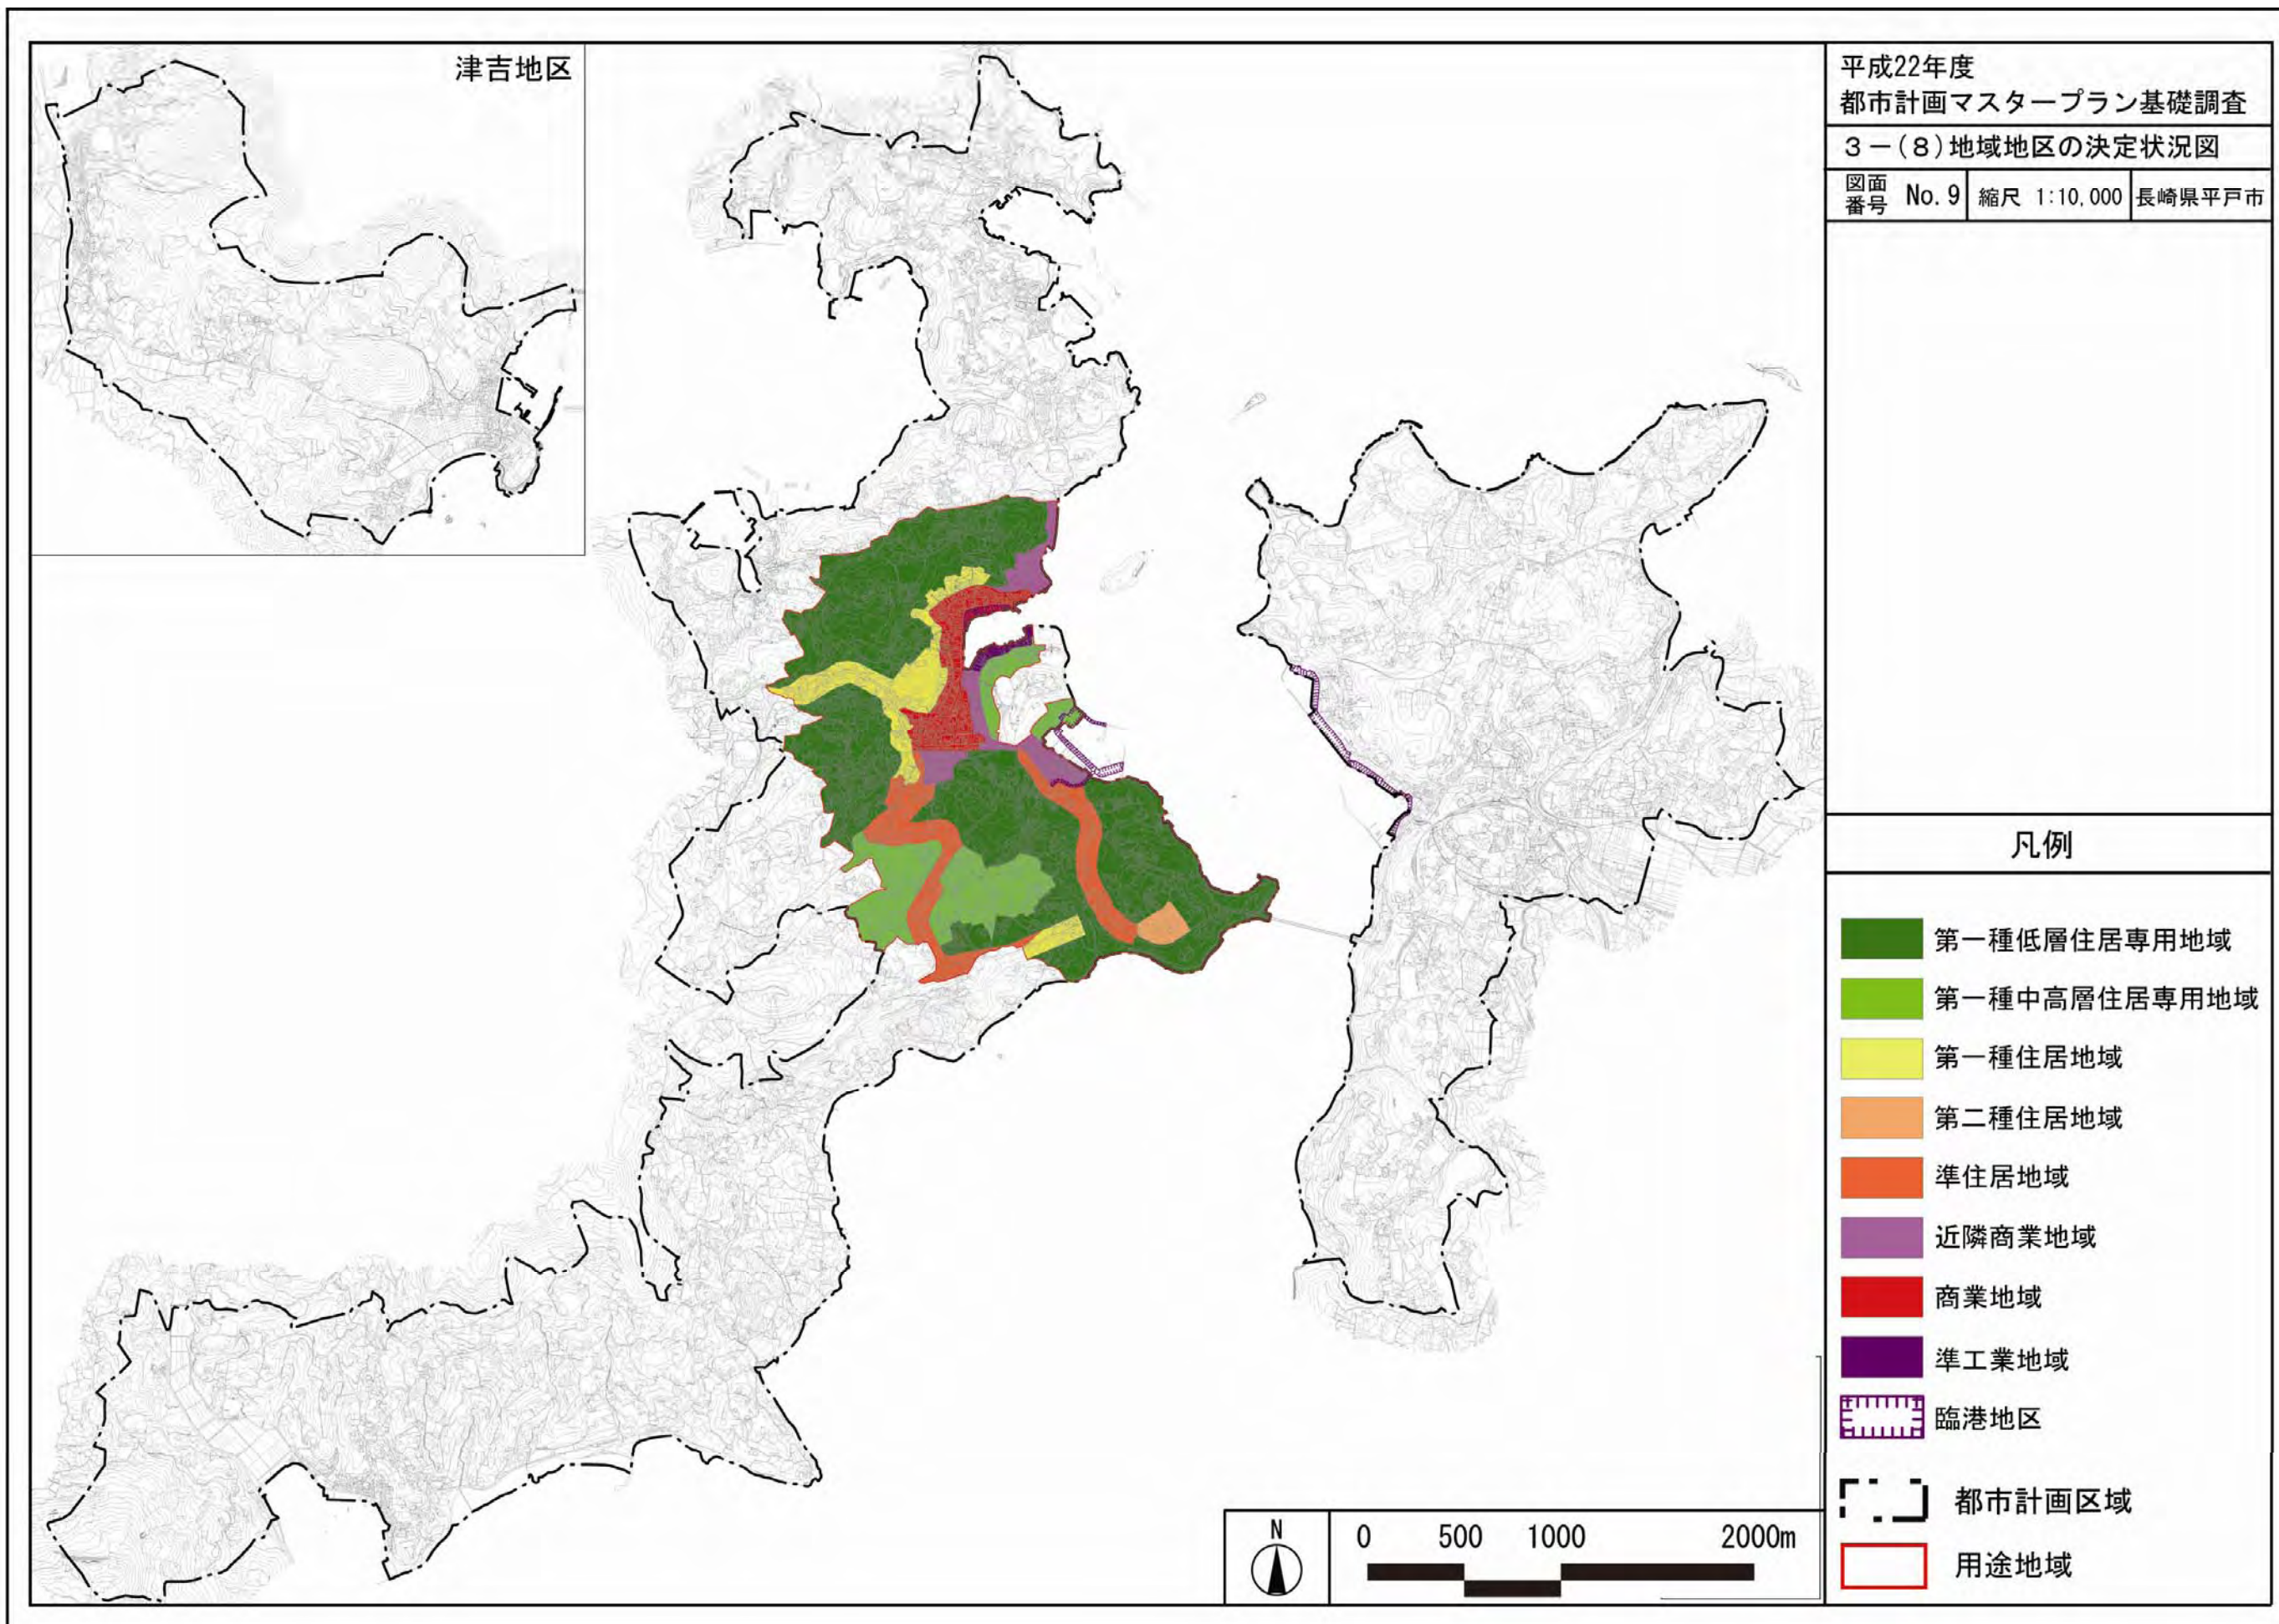 津吉地区
平成22年度
都市計画マスタープラン基礎調査
3-(8)地域地区の決定状況図
図面番号 No.9 縮尺 1:10,000 長崎県平戸市
凡例
第一種低層住居専用地域
第一種中高層住居専用地域
第一種住居地域
第二種住居地域
準住居地域
近隣商業地域
商業地域
準工業地域
臨港地区
都市計画区域
用途地域
N
0 500 1000 2000m